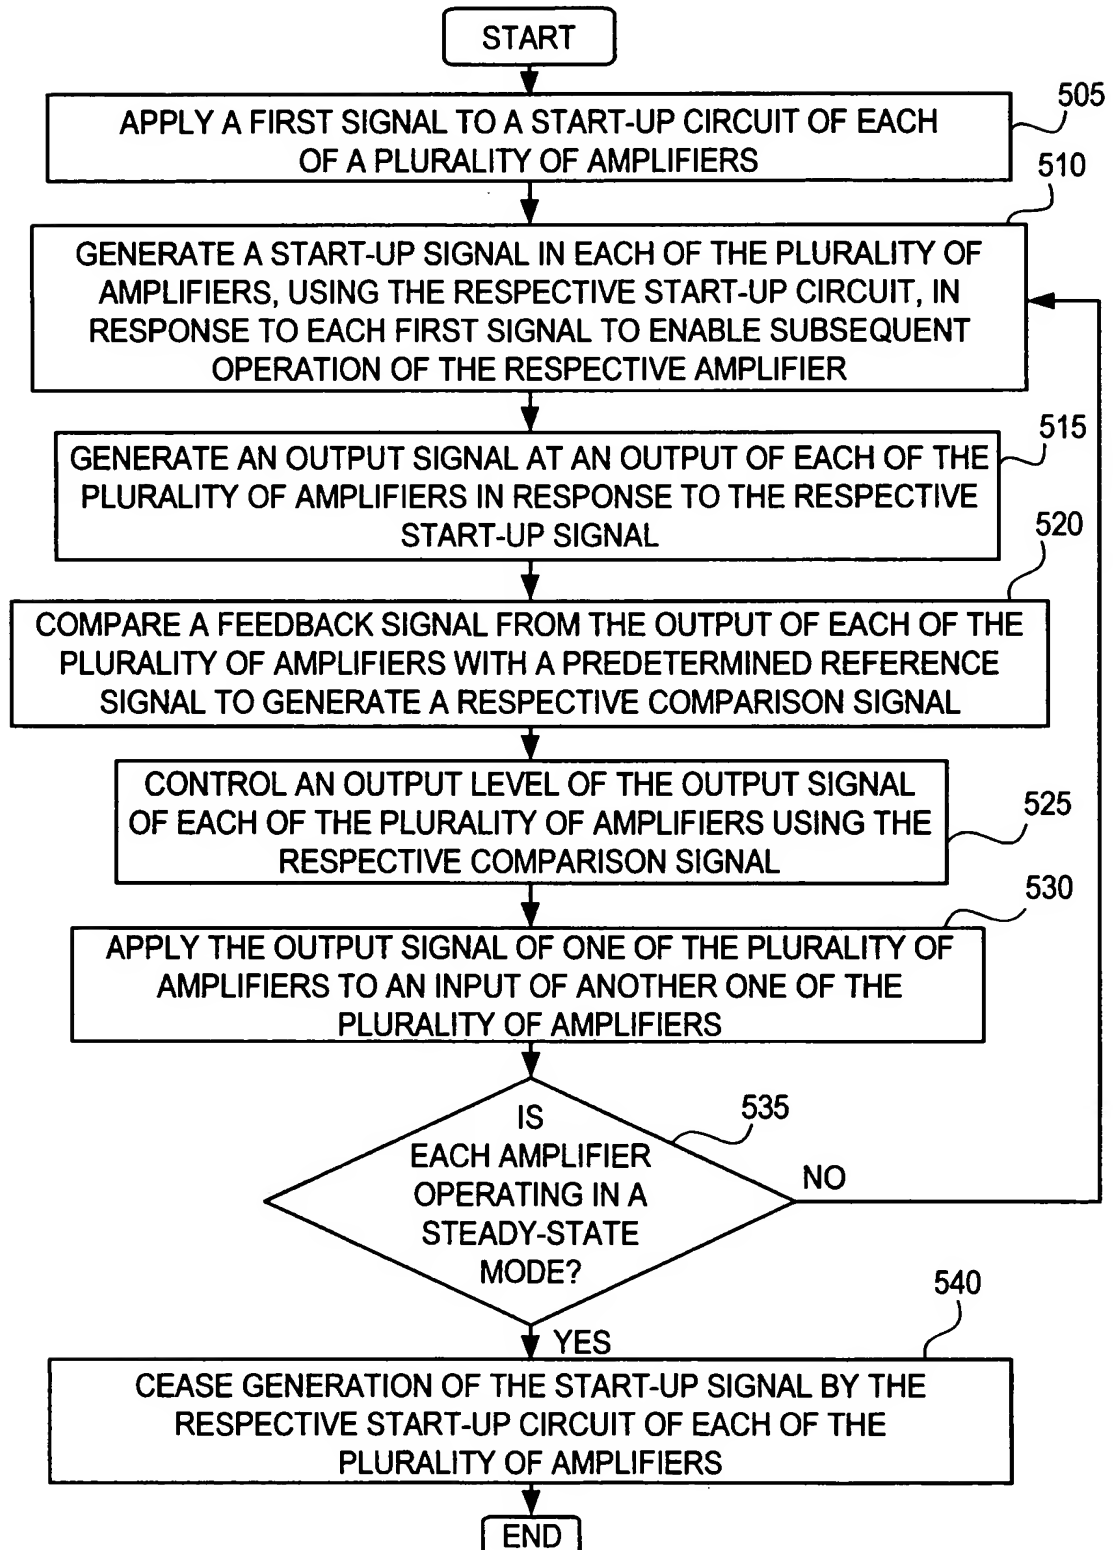 START
505
APPLY A FIRST SIGNAL TO A START-UP CIRCUIT OF EACH
OF A PLURALITY OF AMPLIFIERS
510
GENERATE A START-UP SIGNAL IN EACH OF THE PLURALITY OF
AMPLIFIERS, USING THE RESPECTIVE START-UP CIRCUIT, IN
RESPONSE TO EACH FIRST SIGNAL TO ENABLE SUBSEQUENT
OPERATION OF THE RESPECTIVE AMPLIFIER
515
GENERATE AN OUTPUT SIGNAL AT AN OUTPUT OF EACH OF THE
PLURALITY OF AMPLIFIERS IN RESPONSE TO THE RESPECTIVE
START-UP SIGNAL
520
COMPARE A FEEDBACK SIGNAL FROM THE OUTPUT OF EACH OF THE
PLURALITY OF AMPLIFIERS WITH A PREDETERMINED REFERENCE
SIGNAL TO GENERATE A RESPECTIVE COMPARISON SIGNAL
CONTROL AN OUTPUT LEVEL OF THE OUTPUT SIGNAL
OF EACH OF THE PLURALITY OF AMPLIFIERS USING THE
RESPECTIVE COMPARISON SIGNAL
525
530
APPLY THE OUTPUT SIGNAL OF ONE OF THE PLURALITY OF
AMPLIFIERS TO AN INPUT OF ANOTHER ONE OF THE
PLURALITY OF AMPLIFIERS
535
IS
EACH AMPLIFIER
OPERATING IN A
STEADY-STATE
MODE?
NO
YES
540
CEASE GENERATION OF THE START-UP SIGNAL BY THE
RESPECTIVE START-UP CIRCUIT OF EACH OF THE
PLURALITY OF AMPLIFIERS
END